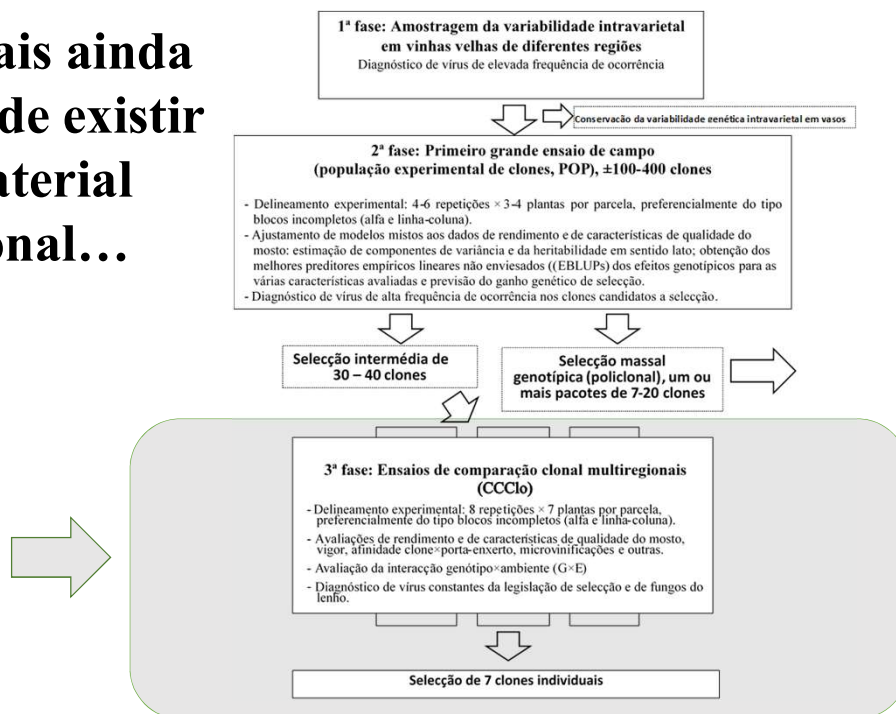 ais ainda
de existir
aterial
onal…
1ª fase: Amostragem da variabilidade intravarietal
em vinhas velhas de diferentes regiões
Diagnóstico de vírus de elevada frequência de ocorrência
Conservação da variabilidade genética intravarietal em vasos
2ª fase: Primeiro grande ensaio de campo
(população experimental de clones, POP), ±100-400 clones
- Delineamento experimental: 4-6 repetições × 3-4 plantas por parcela, preferencialmente do tipo
blocos incompletos (alfa e linha-coluna).
- Ajustamento de modelos mistos aos dados de rendimento e de características de qualidade do
mosto: estimação de componentes de variância e da heritabilidade em sentido lato; obtenção dos
melhores preditores empíricos lineares não enviesados ((EBLUPs) dos efeitos genotípicos para as
várias características avaliadas e previsão do ganho genético de selecção.
- Diagnóstico de vírus de alta frequência de ocorrência nos clones candidatos a selecção.
Selecção intermédia de
30 – 40 clones
Selecção massal
genotípica (policlonal), um ou
mais pacotes de 7-20 clones
3ª fase: Ensaios de comparação clonal multiregionais
(CCClo)
- Delineamento experimental: 8 repetições × 7 plantas por parcela,
preferencialmente do tipo blocos incompletos (alfa e linha-coluna).
- Avaliações de rendimento e de características de qualidade do mosto,
vigor, afinidade clone×porta-enxerto, microvinificações e outras.
- Avaliação da interacção genótipo×ambiente (G×E)
- Diagnóstico de vírus constantes da legislação de selecção e de fungos do
lenho.
Selecção de 7 clones individuais